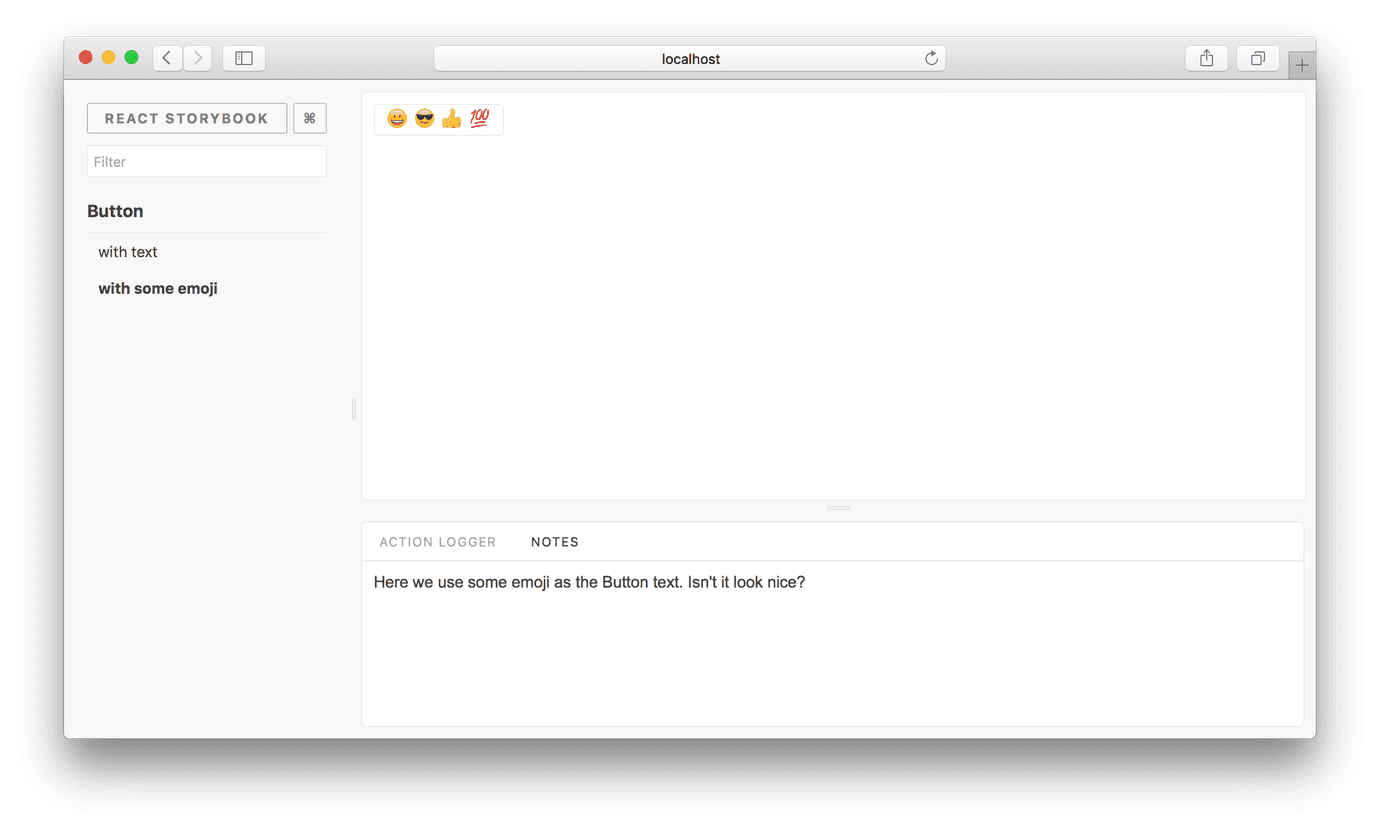 localhost
REACT STORYBOOK ⌘
Filter
Button
with text
with some emoji
😀 😎 👍 💯
ACTION LOGGER NOTES
Here we use some emoji as the Button text. Isn't it look nice?